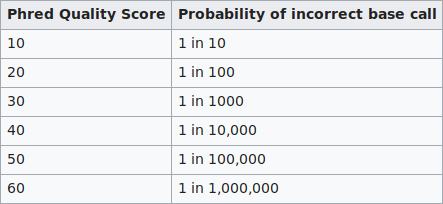 Phred Quality Score Probability of incorrect base call
10 1 in 10
20 1 in 100
30 1 in 1000
40 1 in 10,000
50 1 in 100,000
60 1 in 1,000,000